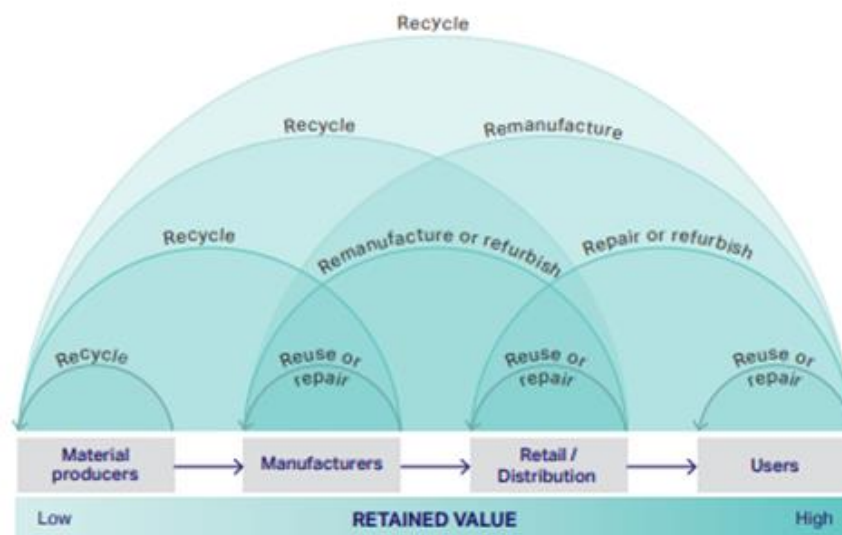 Recycle
Recycle
Remanufacture
Recycle
Remanufacture or refurbish
Repair or refurbish
Recycle
Reuse or
repair
Reuse or
repair
Reuse or
repair
Material
producers
Manufacturers
Retail /
Distribution
Users
Low
RETAINED VALUE
High